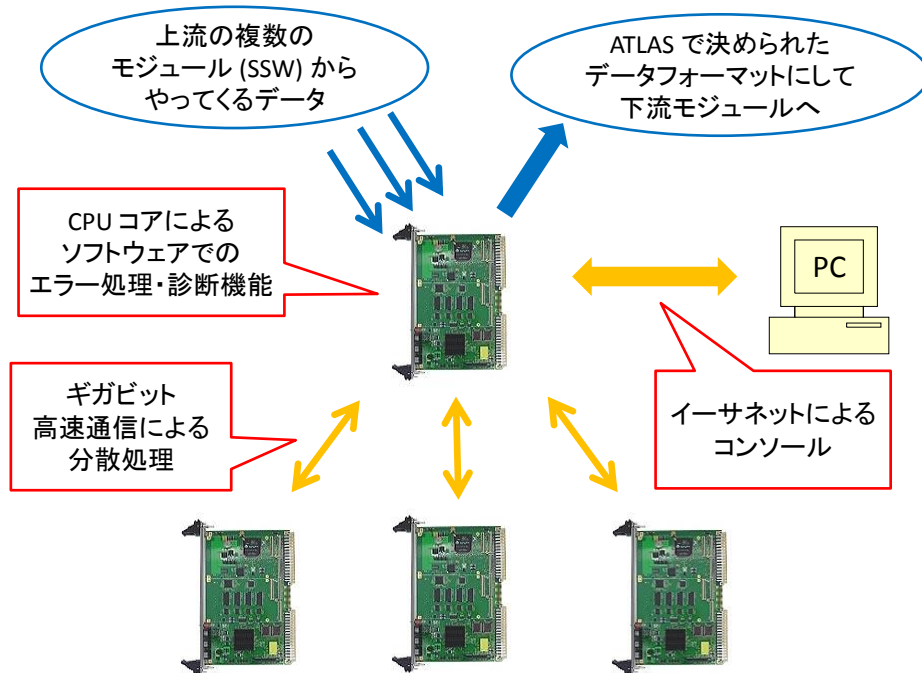 上流の複数の
モジュール (SSW) から
やってくるデータ
ATLAS で決められた
データフォーマットにして
下流モジュールへ
CPU コアによる
ソフトウェアでの
エラー処理・診断機能
PC
ギガビット
高速通信による
分散処理
イーサネットによる
コンソール